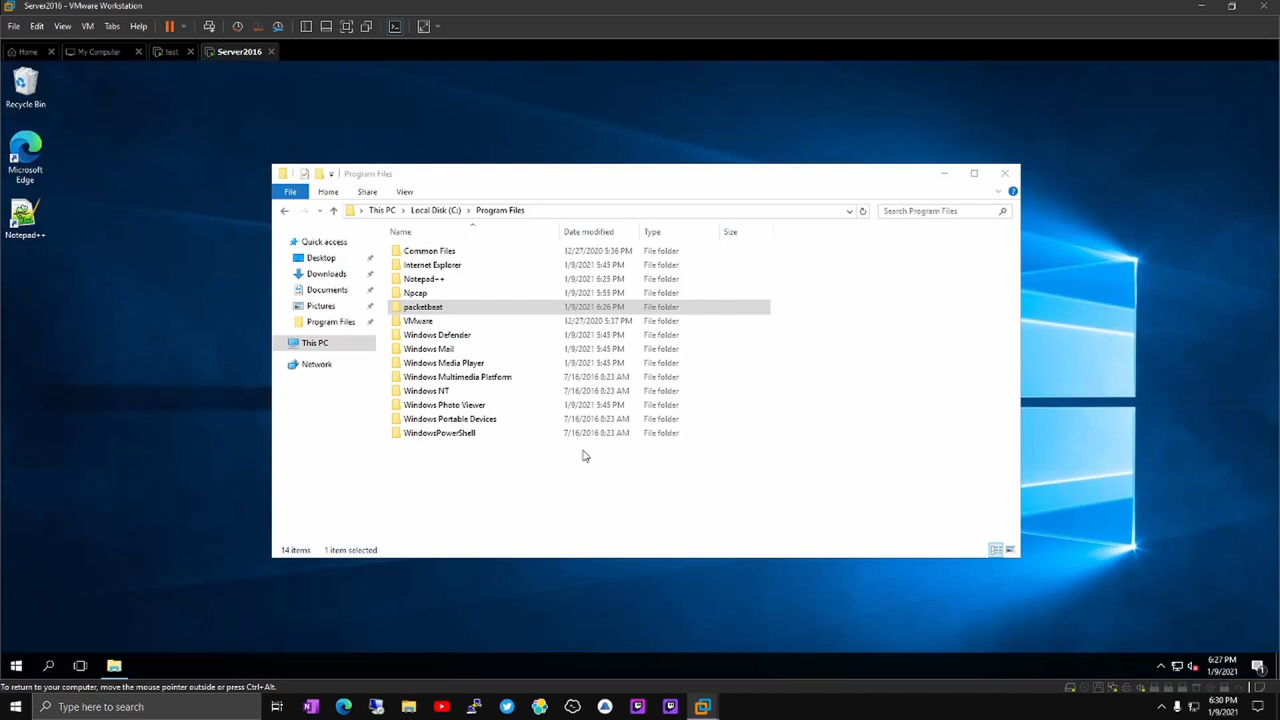 Server2016 - VMware Workstation
File Edit View VM Tabs Help
Home My Computer test Server2016
Recycle Bin
Microsoft
Edge
Notepad++
Program Files
File Home Share View
This PC Local Disk (C:) Program Files Search Program Files
Name Date modified Type Size
Quick access
Desktop
Downloads
Documents
Pictures
Program Files
This PC
Network
Common Files 12/27/2020 5:36 PM File folder
Internet Explorer 1/9/2021 5:45 PM File folder
Notepad++ 1/9/2021 6:25 PM File folder
Npcap 1/9/2021 5:55 PM File folder
packetbeat 1/9/2021 6:26 PM File folder
VMware 12/27/2020 5:37 PM File folder
Windows Defender 1/9/2021 5:45 PM File folder
Windows Mail 1/9/2021 5:45 PM File folder
Windows Media Player 1/9/2021 5:45 PM File folder
Windows Multimedia Platform 7/16/2016 8:23 AM File folder
Windows NT 7/16/2016 8:23 AM File folder
Windows Photo Viewer 1/9/2021 5:45 PM File folder
Windows Portable Devices 7/16/2016 8:23 AM File folder
WindowsPowerShell 7/16/2016 8:23 AM File folder
14 items 1 item selected
6:27 PM
1/9/2021
To return to your computer, move the mouse pointer outside or press Ctrl+Alt.
Type here to search
6:30 PM
1/9/2021